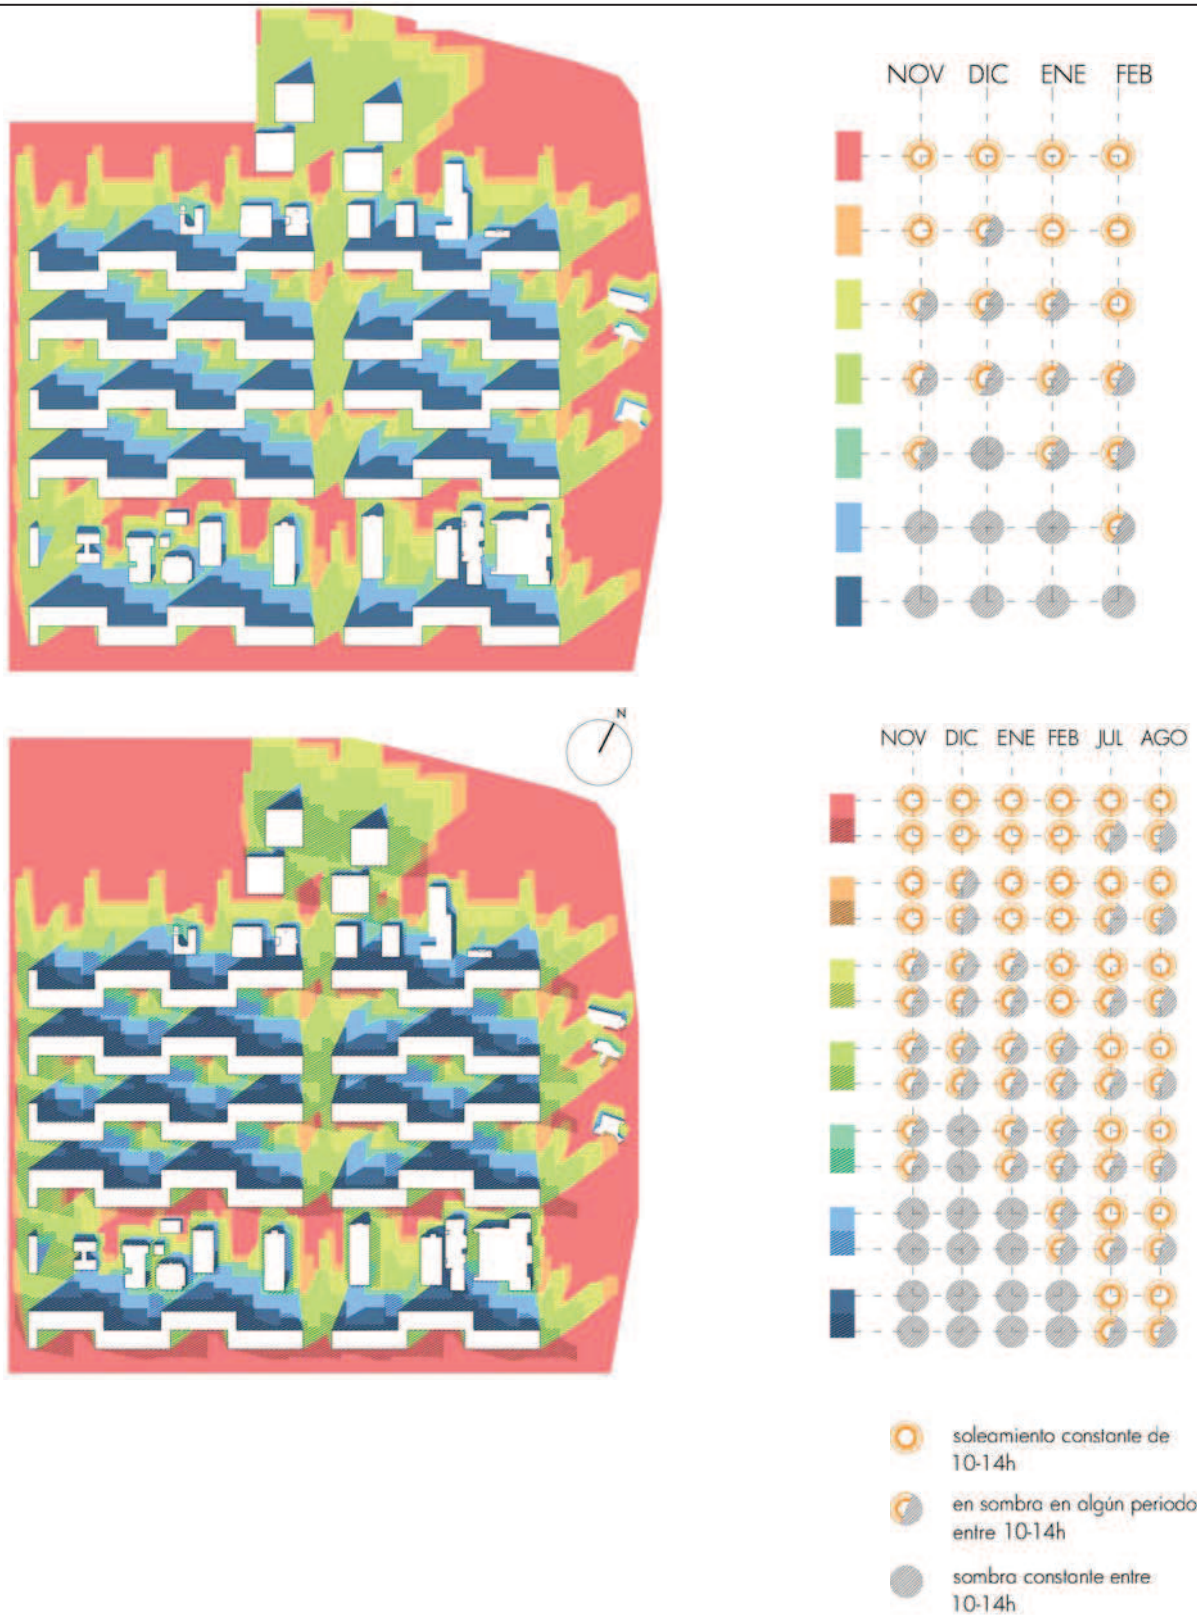 NOV DIC ENE FEB
N
NOV DIC ENE FEB JUL AGO
soleamiento constante de
10-14h
en sombra en algún periodo
entre 10-14h
sombra constante entre
10-14h